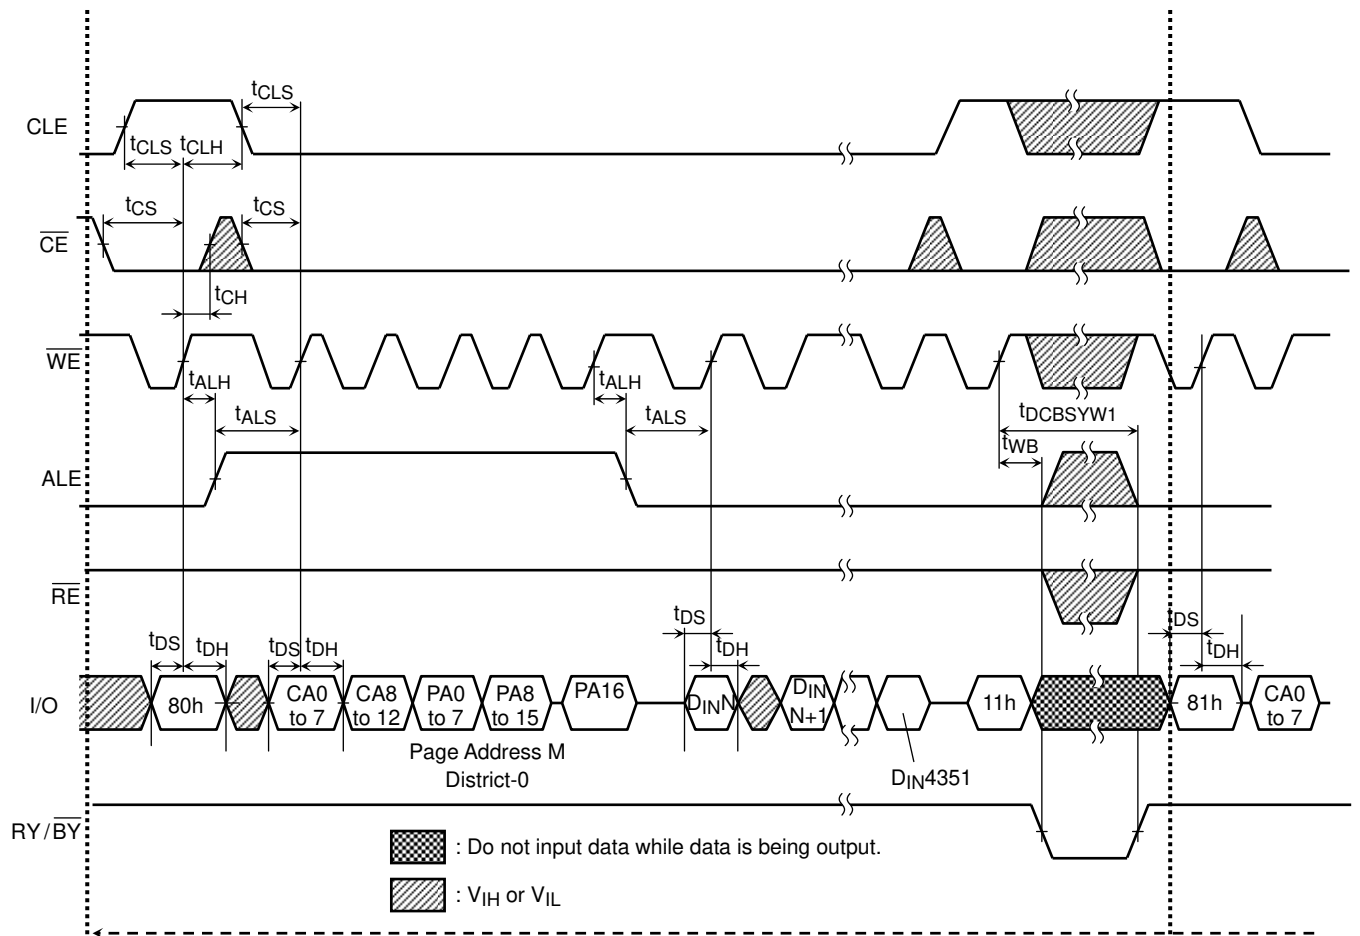 tCLS
CLE
tCLS tCLH
tCS tCS
CE
tCH
WE
tALH tALH
tDCBSYW1
tALS tALS
tWB
ALE
RE
tDS tDS
tDS tDH tDS tDH tDH tDH
I/O 80h CA0 to 7 CA8 to 12 PA0 to 7 PA8 to 15 PA16 DINN DIN N+1 11h 81h CA0 to 7
Page Address M
District-0
DIN4351
RY/BY
: Do not input data while data is being output.
: VIH or VIL